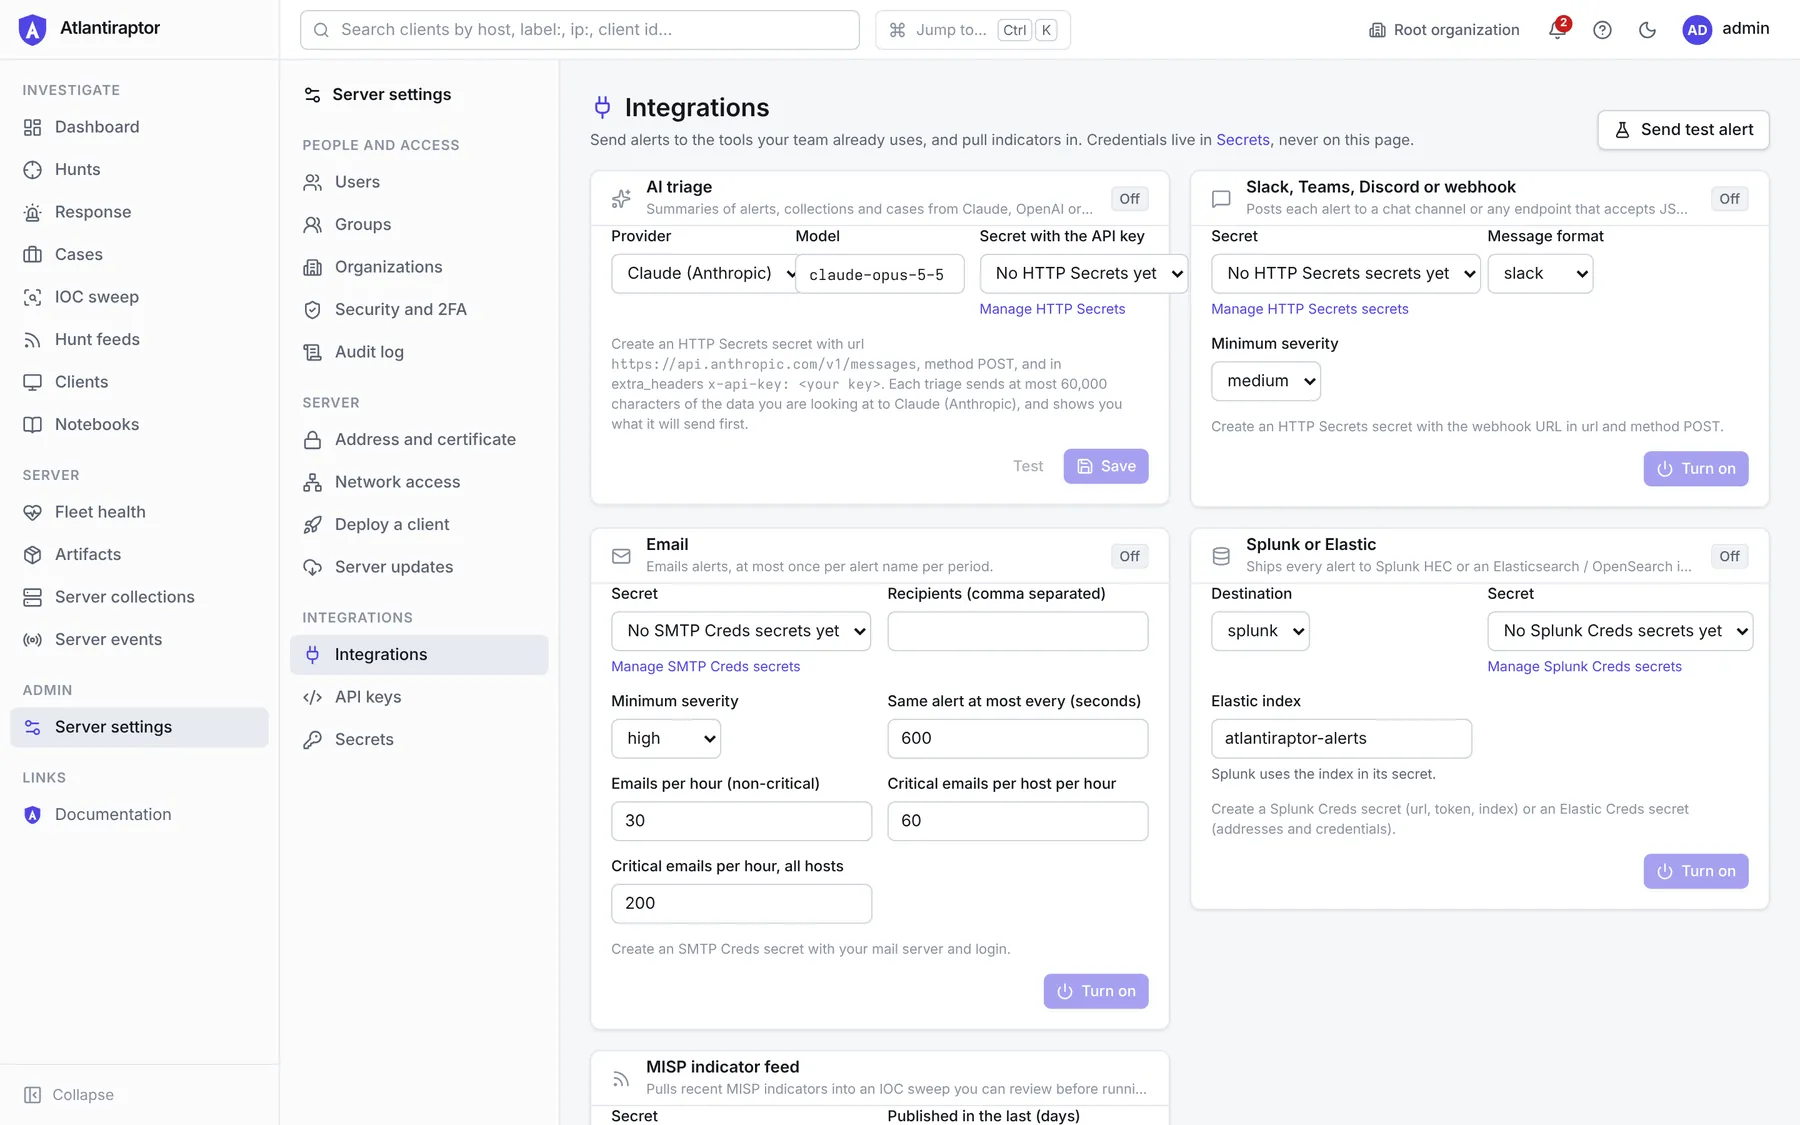 Atlantiraptor
Search clients by host, label:, ip:, client id...
Jump to... Ctrl K
Root organization
2
AD admin
INVESTIGATE
Dashboard
Hunts
Response
Cases
IOC sweep
Hunt feeds
Clients
Notebooks
SERVER
Fleet health
Artifacts
Server collections
Server events
ADMIN
Server settings
LINKS
Documentation
Collapse
Server settings
PEOPLE AND ACCESS
Users
Groups
Organizations
Security and 2FA
Audit log
SERVER
Address and certificate
Network access
Deploy a client
Server updates
INTEGRATIONS
Integrations
API keys
Secrets
Integrations
Send alerts to the tools your team already uses, and pull indicators in. Credentials live in Secrets, never on this page.
Send test alert
AI triage
Summaries of alerts, collections and cases from Claude, OpenAI or...
Off
Provider Model Secret with the API key
Claude (Anthropic) claude-opus-5-5 No HTTP Secrets yet
Manage HTTP Secrets
Create an HTTP Secrets secret with url
https://api.anthropic.com/v1/messages, method POST, and in
extra_headers x-api-key: <your key>. Each triage sends at most 60,000
characters of the data you are looking at to Claude (Anthropic), and shows you
what it will send first.
Test Save
Slack, Teams, Discord or webhook
Posts each alert to a chat channel or any endpoint that accepts JS...
Off
Secret Message format
No HTTP Secrets secrets yet slack
Manage HTTP Secrets secrets
Minimum severity
medium
Create an HTTP Secrets secret with the webhook URL in url and method POST.
Turn on
Email
Emails alerts, at most once per alert name per period.
Off
Secret Recipients (comma separated)
No SMTP Creds secrets yet
Manage SMTP Creds secrets
Minimum severity Same alert at most every (seconds)
high 600
Emails per hour (non-critical) Critical emails per host per hour
30 60
Critical emails per hour, all hosts
200
Create an SMTP Creds secret with your mail server and login.
Turn on
Splunk or Elastic
Ships every alert to Splunk HEC or an Elasticsearch / OpenSearch i...
Off
Destination Secret
splunk No Splunk Creds secrets yet
Manage Splunk Creds secrets
Elastic index
atlantiraptor-alerts
Splunk uses the index in its secret.
Create a Splunk Creds secret (url, token, index) or an Elastic Creds secret
(addresses and credentials).
Turn on
MISP indicator feed
Pulls recent MISP indicators into an IOC sweep you can review before runni...
Secret Published in the last (days)